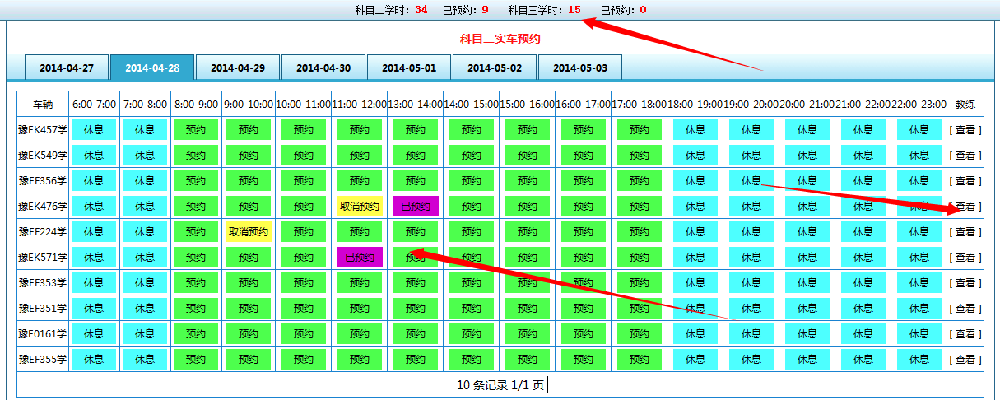 科目二学时：34 已预约：9 科目三学时：15 已预约：0
科目二实车预约
2014-04-27 2014-04-28 2014-04-29 2014-04-30 2014-05-01 2014-05-02 2014-05-03
车辆 6:00-7:00 7:00-8:00 8:00-9:00 9:00-10:00 10:00-11:00 11:00-12:00 13:00-14:00 14:00-15:00 15:00-16:00 16:00-17:00 17:00-18:00 18:00-19:00 19:00-20:00 20:00-21:00 21:00-22:00 22:00-23:00 教练
豫EK457学 休息 休息 预约 预约 预约 预约 预约 预约 预约 预约 预约 休息 休息 休息 休息 休息 [ 查看 ]
豫EK549学 休息 休息 预约 预约 预约 预约 预约 预约 预约 预约 预约 休息 休息 休息 休息 休息 [ 查看 ]
豫EF356学 休息 休息 预约 预约 预约 预约 预约 预约 预约 预约 预约 休息 休息 休息 休息 休息 [ 查看 ]
豫EK476学 休息 休息 预约 预约 预约 取消预约 已预约 预约 预约 预约 预约 休息 休息 休息 休息 休息 [ 查看 ]
豫EF224学 休息 休息 预约 取消预约 预约 预约 预约 预约 预约 预约 预约 休息 休息 休息 休息 休息 [ 查看 ]
豫EK571学 休息 休息 预约 预约 预约 已预约 预约 预约 预约 预约 预约 休息 休息 休息 休息 休息 [ 查看 ]
豫EF353学 休息 休息 预约 预约 预约 预约 预约 预约 预约 预约 预约 休息 休息 休息 休息 休息 [ 查看 ]
豫EF351学 休息 休息 预约 预约 预约 预约 预约 预约 预约 预约 预约 休息 休息 休息 休息 休息 [ 查看 ]
豫E0161学 休息 休息 预约 预约 预约 预约 预约 预约 预约 预约 预约 休息 休息 休息 休息 休息 [ 查看 ]
豫EF355学 休息 休息 预约 预约 预约 预约 预约 预约 预约 预约 预约 休息 休息 休息 休息 休息 [ 查看 ]
10 条记录 1/1 页